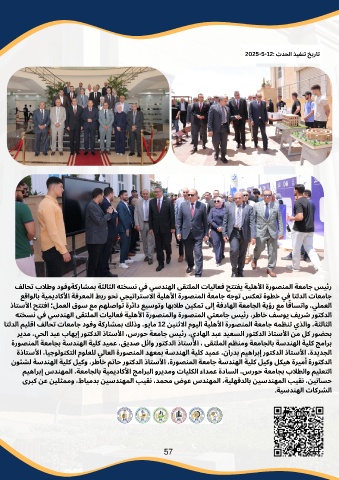 تاريخ تنفيذ الحدث :12-5-2025
رئيس جامعة المنصورة الأهلية يفتتح فعاليات الملتقى الهندسي في نسخته الثالثة بمشاركةوفود وطلاب تحالف
جامعات الدلتا في خطوة تعكس توجه جامعة المنصورة الأهلية الاستراتيجي نحو ربط المعرفة الأكاديمية بالواقع
العملي، واتساقًا مع رؤية الجامعة الهادفة إلى تمكين طلابها وتوسيع دائرة تواصلهم مع سوق العمل؛ افتتح الأستاذ
الدكتور شريف يوسف خاطر، رئيس جامعتي المنصورة والمنصورة الأهلية فعاليات الملتقى الهندسي في نسخته
الثالثة، والذي تنظمه جامعة المنصورة الأهلية اليوم الاثنين 12 مايو، وذلك بمشاركة وفود جامعات تحالف اقليم الدلتا
بحضور كل من الأستاذ الدكتور السعيد عبد الهادي، رئيس جامعة حورس، الأستاذ الدكتور إيهاب عبد الحي، مدير
برامج كلية الهندسة بالجامعة ومنظم الملتقى ، الأستاذ الدكتور وائل صديق، عميد كلية الهندسة بجامعة المنصورة
الجديدة، الأستاذ الدكتور إبراهيم بدران، عميد كلية الهندسة بمعهد المنصورة العالي للعلوم التكنولوجيا، الأستاذة
الدكتورة أميرة هيكل وكيل كلية الهندسة جامعة المنصورة، الأستاذ الدكتور حاتم خاطر، وكيل كلية الهندسة لشئون
التعليم والطلاب بجامعة حورس، السادة عمداء الكليات ومديرو البرامج الأكاديمية بالجامعة، المهندس إبراهيم
حساتين، نقيب المهندسين بالدقهلية، المهندس عوض محمد، نقيب المهندسين بدمياط، وممثلين عن كبرى
الشركات الهندسية.
57